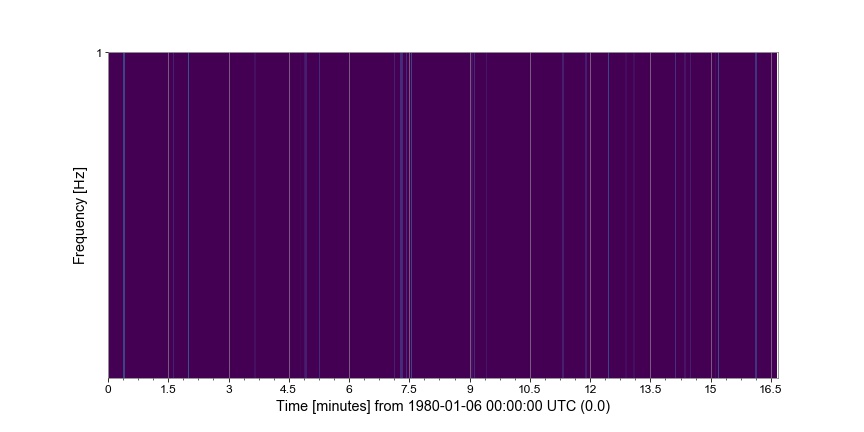 1
Frequency [Hz]
0 1.5 3 4.5 6 7.5 9 10.5 12 13.5 15 16.5
Time [minutes] from 1980-01-06 00:00:00 UTC (0.0)